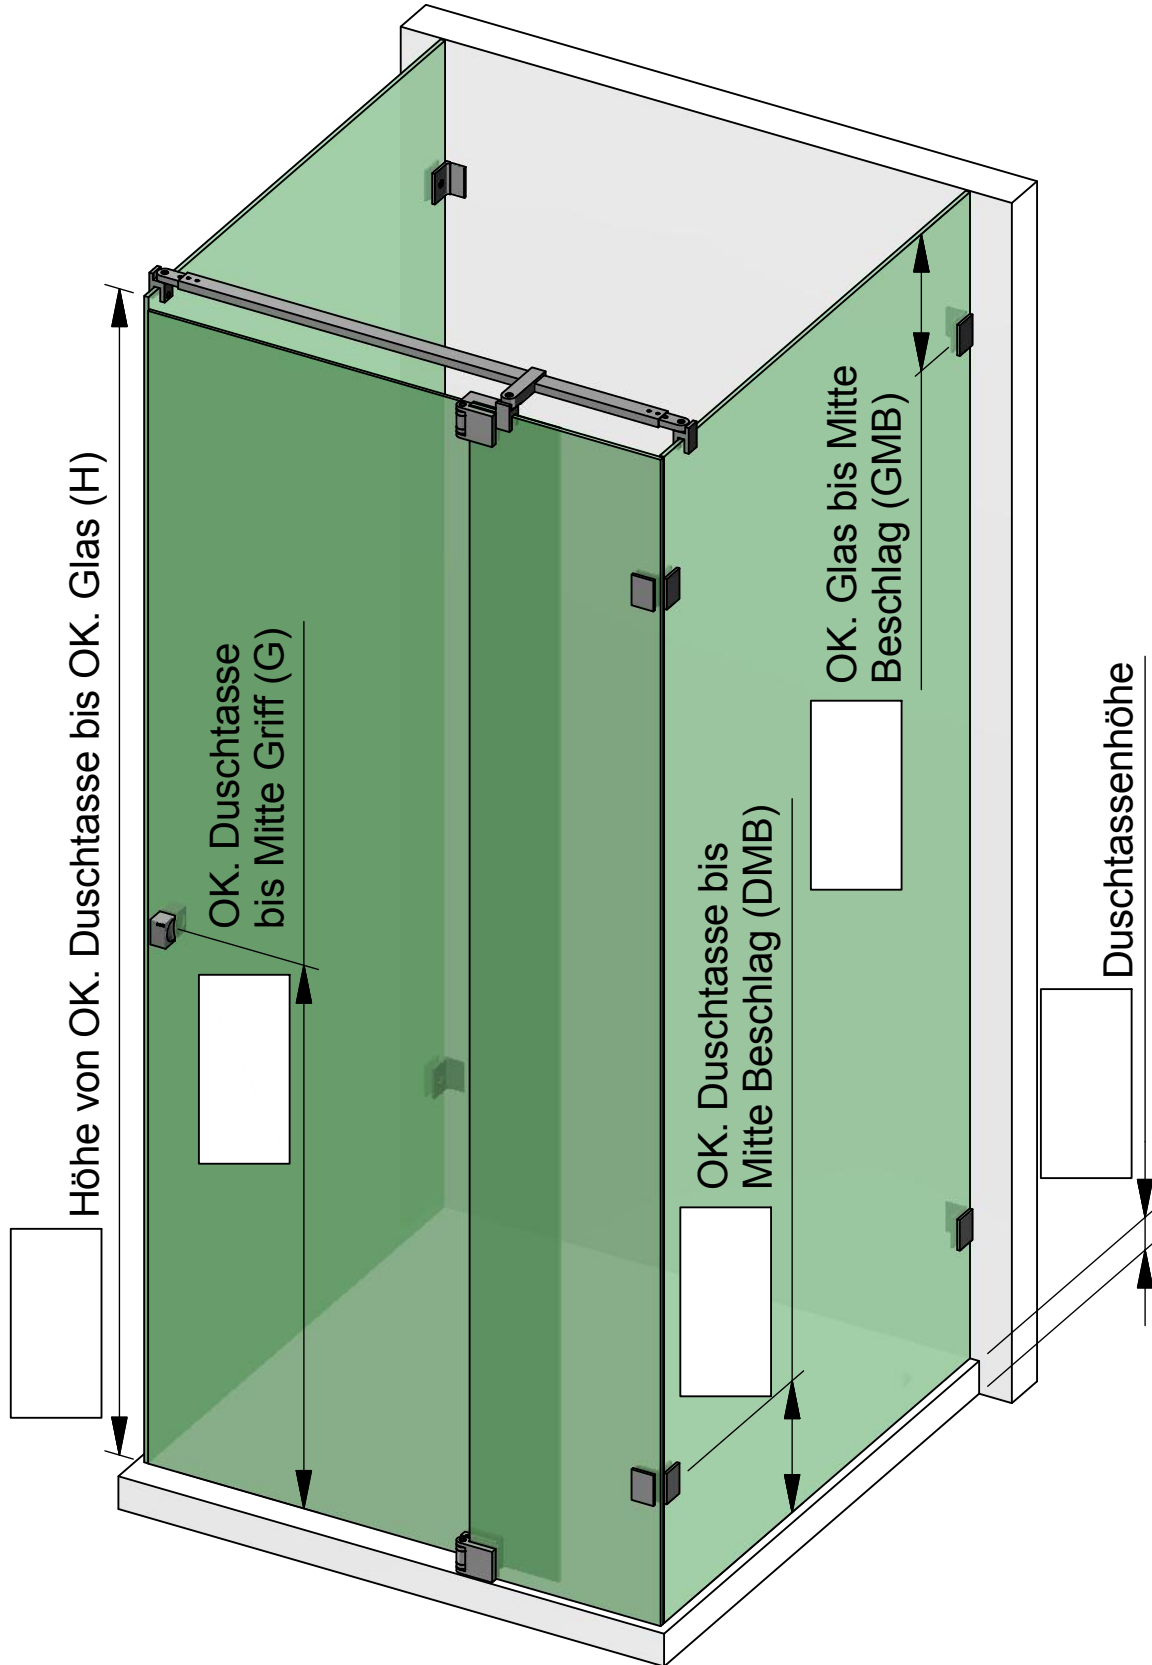 Höhe von OK. Duschtasse bis OK. Glas (H)
OK. Duschtasse
bis Mitte Griff (G)
OK. Duschtasse bis
Mitte Beschlag (DMB)
OK. Glas bis Mitte
Beschlag (GMB)
Duschtassenhöhe